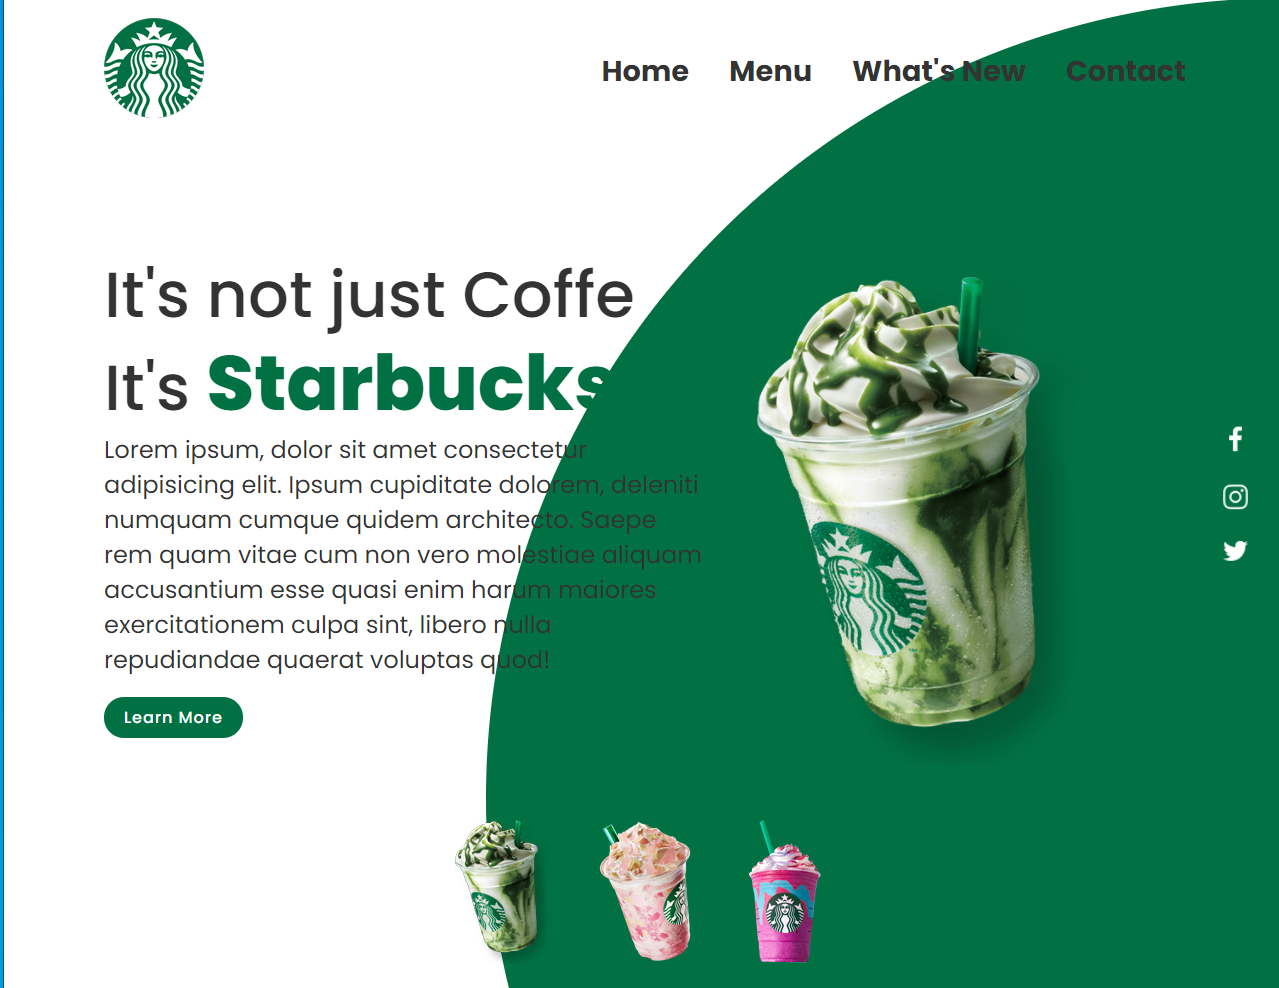 Home Menu What's New Contact
It's not just Coffe
It's Starbucks
Lorem ipsum, dolor sit amet consectetur
adipisicing elit. Ipsum cupiditate dolorem, deleniti
numquam cumque quidem architecto. Saepe
rem quam vitae cum non vero molestiae aliquam
accusantium esse quasi enim harum maiores
exercitationem culpa sint, libero nulla
repudiandae quaerat voluptas quod!
Learn More